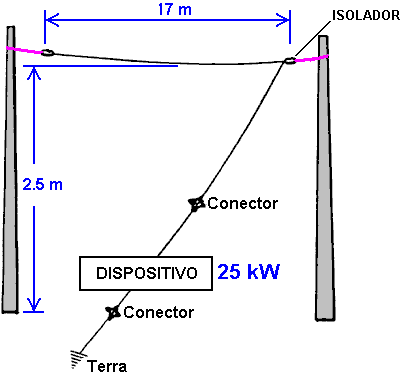 17 m
ISOLADOR
2.5 m
Conector
DISPOSITIVO
25 kW
Conector
Terra